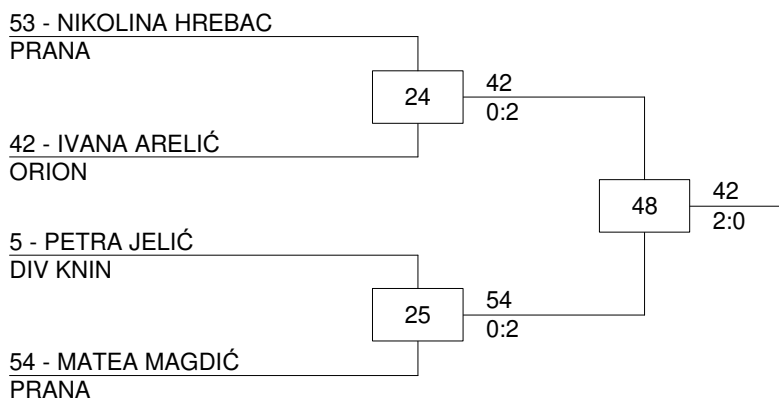 53 - NIKOLINA HREBAC
PRANA
24
42
0:2
42 - IVANA ARELIĆ
ORION
48
42
2:0
5 - PETRA JELIĆ
DIV KNIN
25
54
0:2
54 - MATEA MAGDIĆ
PRANA